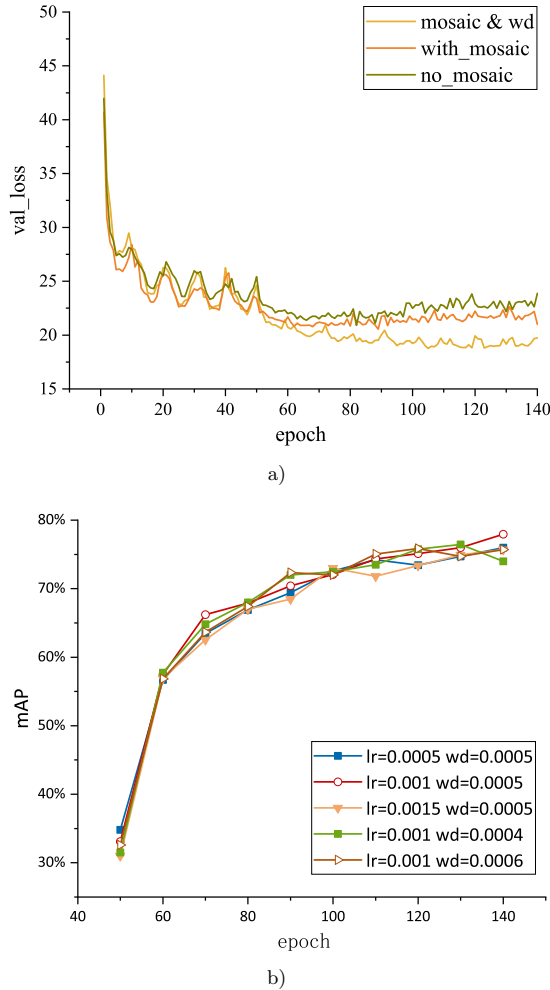 50
45
40
35
30
25
20
15
val_loss
mosaic & wd
with_mosaic
no_mosaic
0 20 40 60 80 100 120 140
epoch
a)
80%
70%
60%
50%
40%
30%
mAP
lr=0.0005 wd=0.0005
lr=0.001 wd=0.0005
lr=0.0015 wd=0.0005
lr=0.001 wd=0.0004
lr=0.001 wd=0.0006
40 60 80 100 120 140
epoch
b)